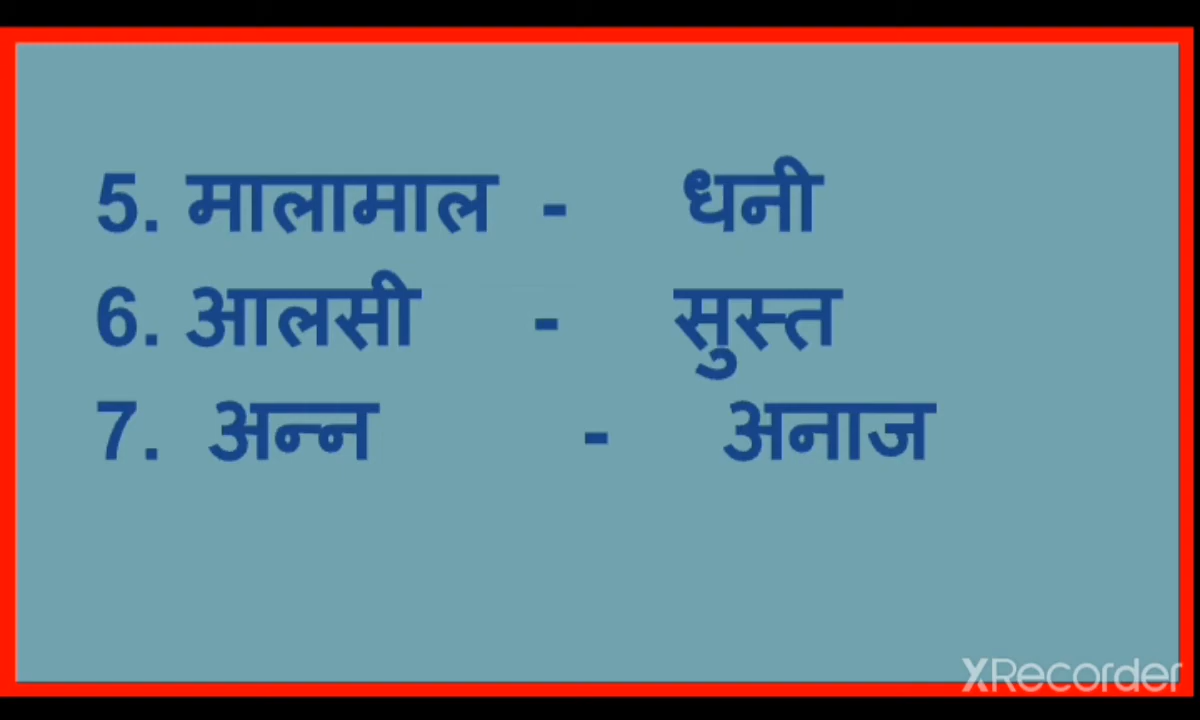 5. मालामाल - धनी
6. आलसी - सुस्त
7. अन्न - अनाज
XRecorder